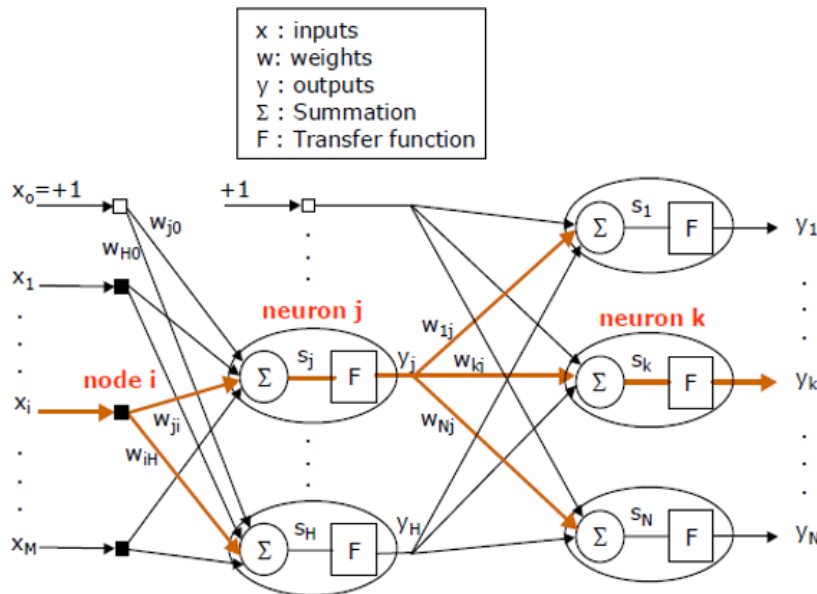 x : inputs
w: weights
y : outputs
Σ : Summation
F : Transfer function
xo=+1
+1
wj0
wH0
s1
Σ
F
y1
x1
neuron j
neuron k
w1j
sj
Σ
F
yj
wkj
sk
Σ
F
yk
node i
xi
wji
wNj
wiH
sH
Σ
F
yH
sN
Σ
F
yN
xM